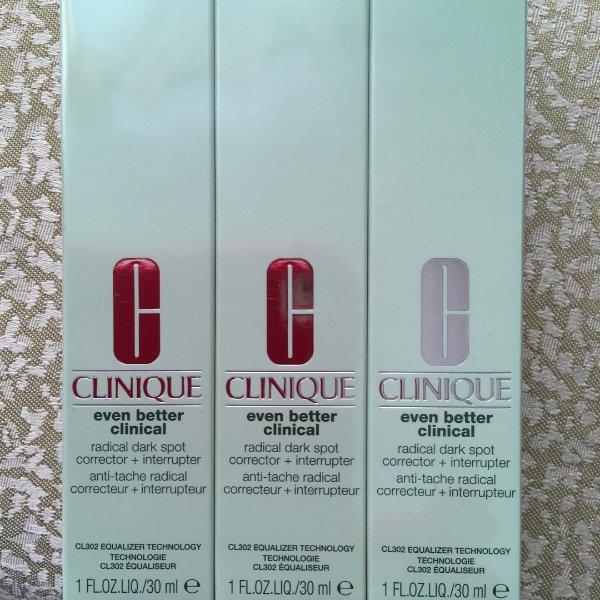 CLINIQUE
even better
clinical
radical dark spot
corrector + interrupter
anti-tache radical
correcteur + interrupteur
CL302 EQUALIZER TECHNOLOGY
TECHNOLOGIE
CL302 ÉQUALISEUR
1 FL.OZ.LIQ./30 ml ℮
CLINIQUE
even better
clinical
radical dark spot
corrector + interrupter
anti-tache radical
correcteur + interrupteur
CL302 EQUALIZER TECHNOLOGY
TECHNOLOGIE
CL302 ÉQUALISEUR
1 FL.OZ.LIQ./30 ml ℮
CLINIQUE
even better
clinical
radical dark spot
corrector + interrupter
anti-tache radical
correcteur + interrupteur
CL302 EQUALIZER TECHNOLOGY
TECHNOLOGIE
CL302 ÉQUALISEUR
1 FL.OZ.LIQ./30 ml ℮